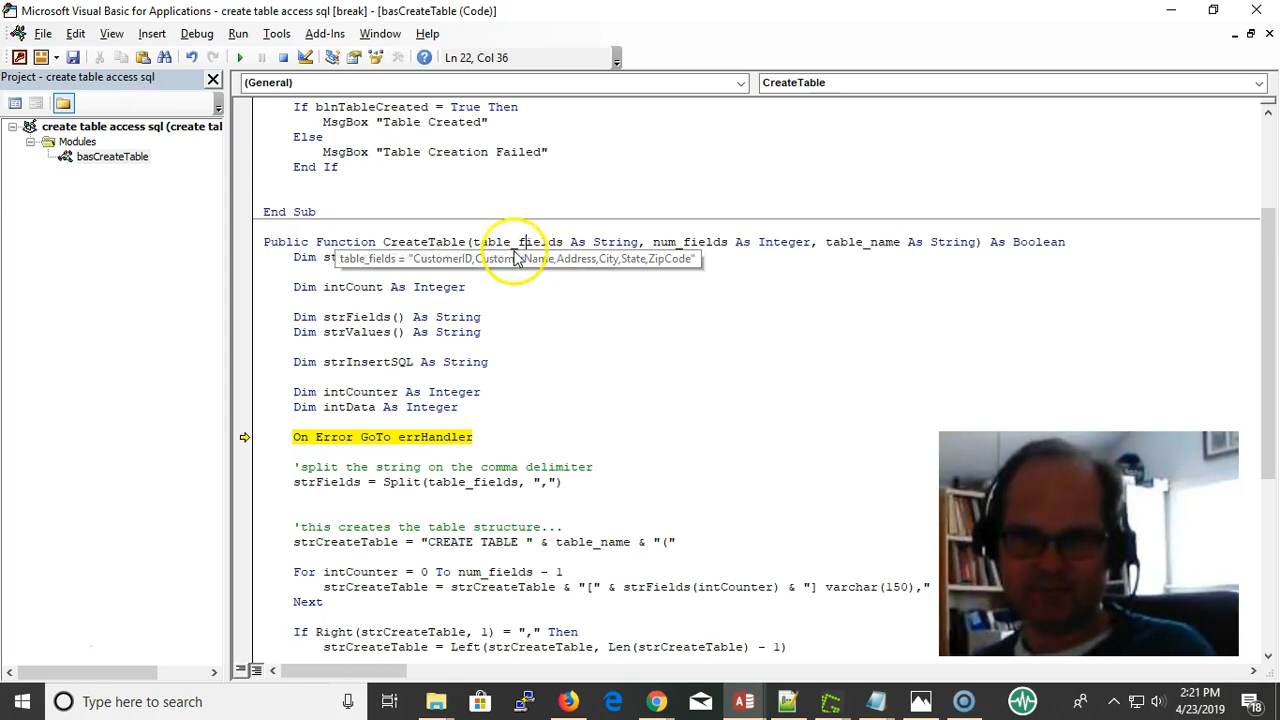 Microsoft Visual Basic for Applications - create table access sql [break] - [basCreateTable (Code)]
File Edit View Insert Format Debug Run Tools Add-Ins Window Help
Ln 22, Col 36
Project - create table access sql
(General)
CreateTable
create table access sql (create tal
Modules
basCreateTable
If blnTableCreated = True Then
MsgBox "Table Created"
Else
MsgBox "Table Creation Failed"
End If
End Sub
Public Function CreateTable(table_fields As String, num_fields As Integer, table_name As String) As Boolean
Dim st
table_fields = "CustomerID,CustomerName,Address,City,State,ZipCode"
Dim intCount As Integer
Dim strFields() As String
Dim strValues() As String
Dim strInsertSQL As String
Dim intCounter As Integer
Dim intData As Integer
On Error GoTo errHandler
'split the string on the comma delimiter
strFields = Split(table_fields, ",")
'this creates the table structure...
strCreateTable = "CREATE TABLE " & table_name & "("
For intCounter = 0 To num_fields - 1
strCreateTable = strCreateTable & "[" & strFields(intCounter) & "] varchar(150),"
Next
If Right(strCreateTable, 1) = "," Then
strCreateTable = Left(strCreateTable, Len(strCreateTable) - 1)
Type here to search
2:21 PM
4/23/2019
18